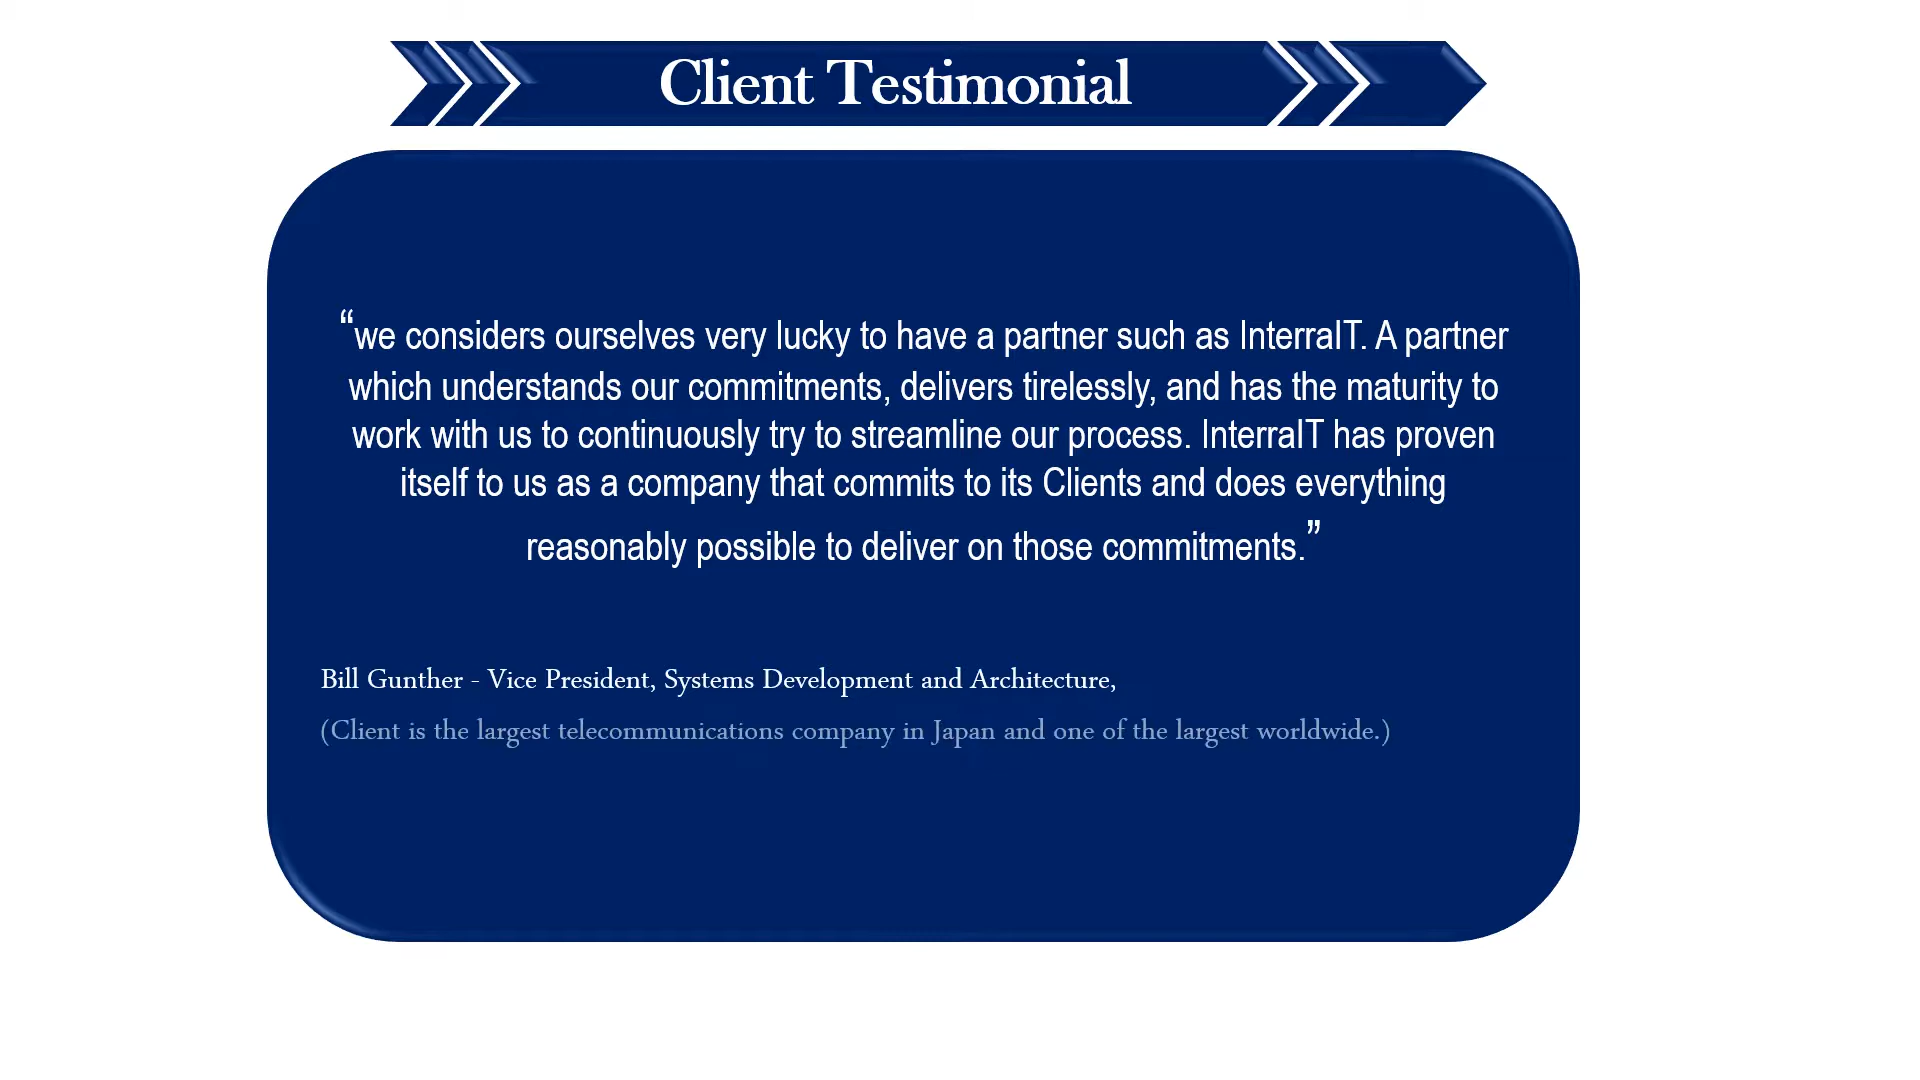 Client Testimonial
“we considers ourselves very lucky to have a partner such as InterraIT. A partner
which understands our commitments, delivers tirelessly, and has the maturity to
work with us to continuously try to streamline our process. InterraIT has proven
itself to us as a company that commits to its Clients and does everything
reasonably possible to deliver on those commitments.”
Bill Gunther - Vice President, Systems Development and Architecture,
(Client is the largest telecommunications company in Japan and one of the largest worldwide.)